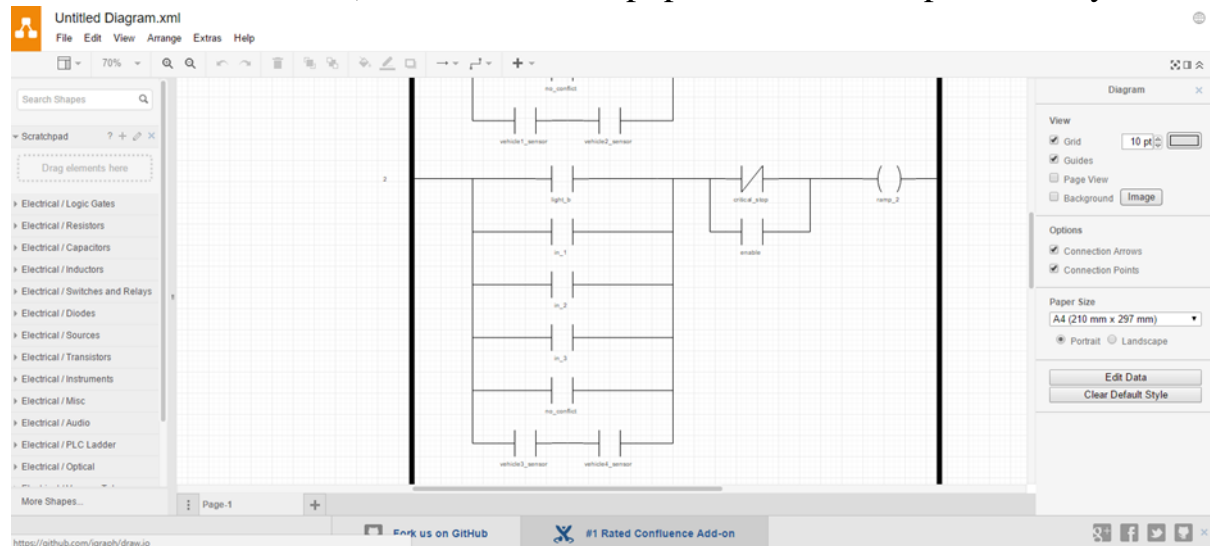 Untitled Diagram.xml
File Edit View Arrange Extras Help
70%
Search Shapes
Scratchpad
Drag elements here
Electrical / Logic Gates
Electrical / Resistors
Electrical / Capacitors
Electrical / Inductors
Electrical / Switches and Relays
Electrical / Diodes
Electrical / Sources
Electrical / Transistors
Electrical / Instruments
Electrical / Misc
Electrical / Audio
Electrical / PLC Ladder
Electrical / Optical
More Shapes...
no_conflict
vehicle1_sensor vehicle2_sensor
2
light_b critical_stop ramp_2
in_1 enable
in_2
in_3
no_conflict
vehicle3_sensor vehicle4_sensor
Diagram
View
Grid 10 pt
Guides
Page View
Background Image
Options
Connection Arrows
Connection Points
Paper Size
A4 (210 mm x 297 mm)
Portrait Landscape
Edit Data
Clear Default Style
Page-1
Fork us on GitHub #1 Rated Confluence Add-on
https://github.com/jgraph/draw.io